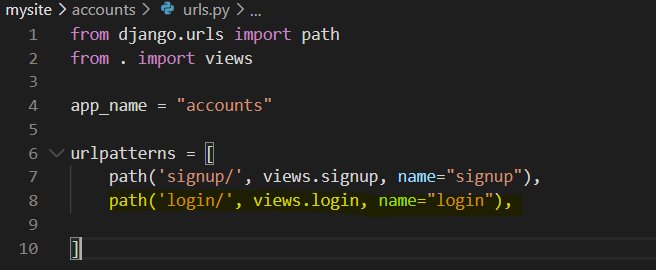 mysite > accounts > urls.py > ...
1 from django.urls import path
2 from . import views
3
4 app_name = "accounts"
5
6 urlpatterns = [
7     path('signup/', views.signup, name="signup"),
8     path('login/', views.login, name="login"),
9
10 ]